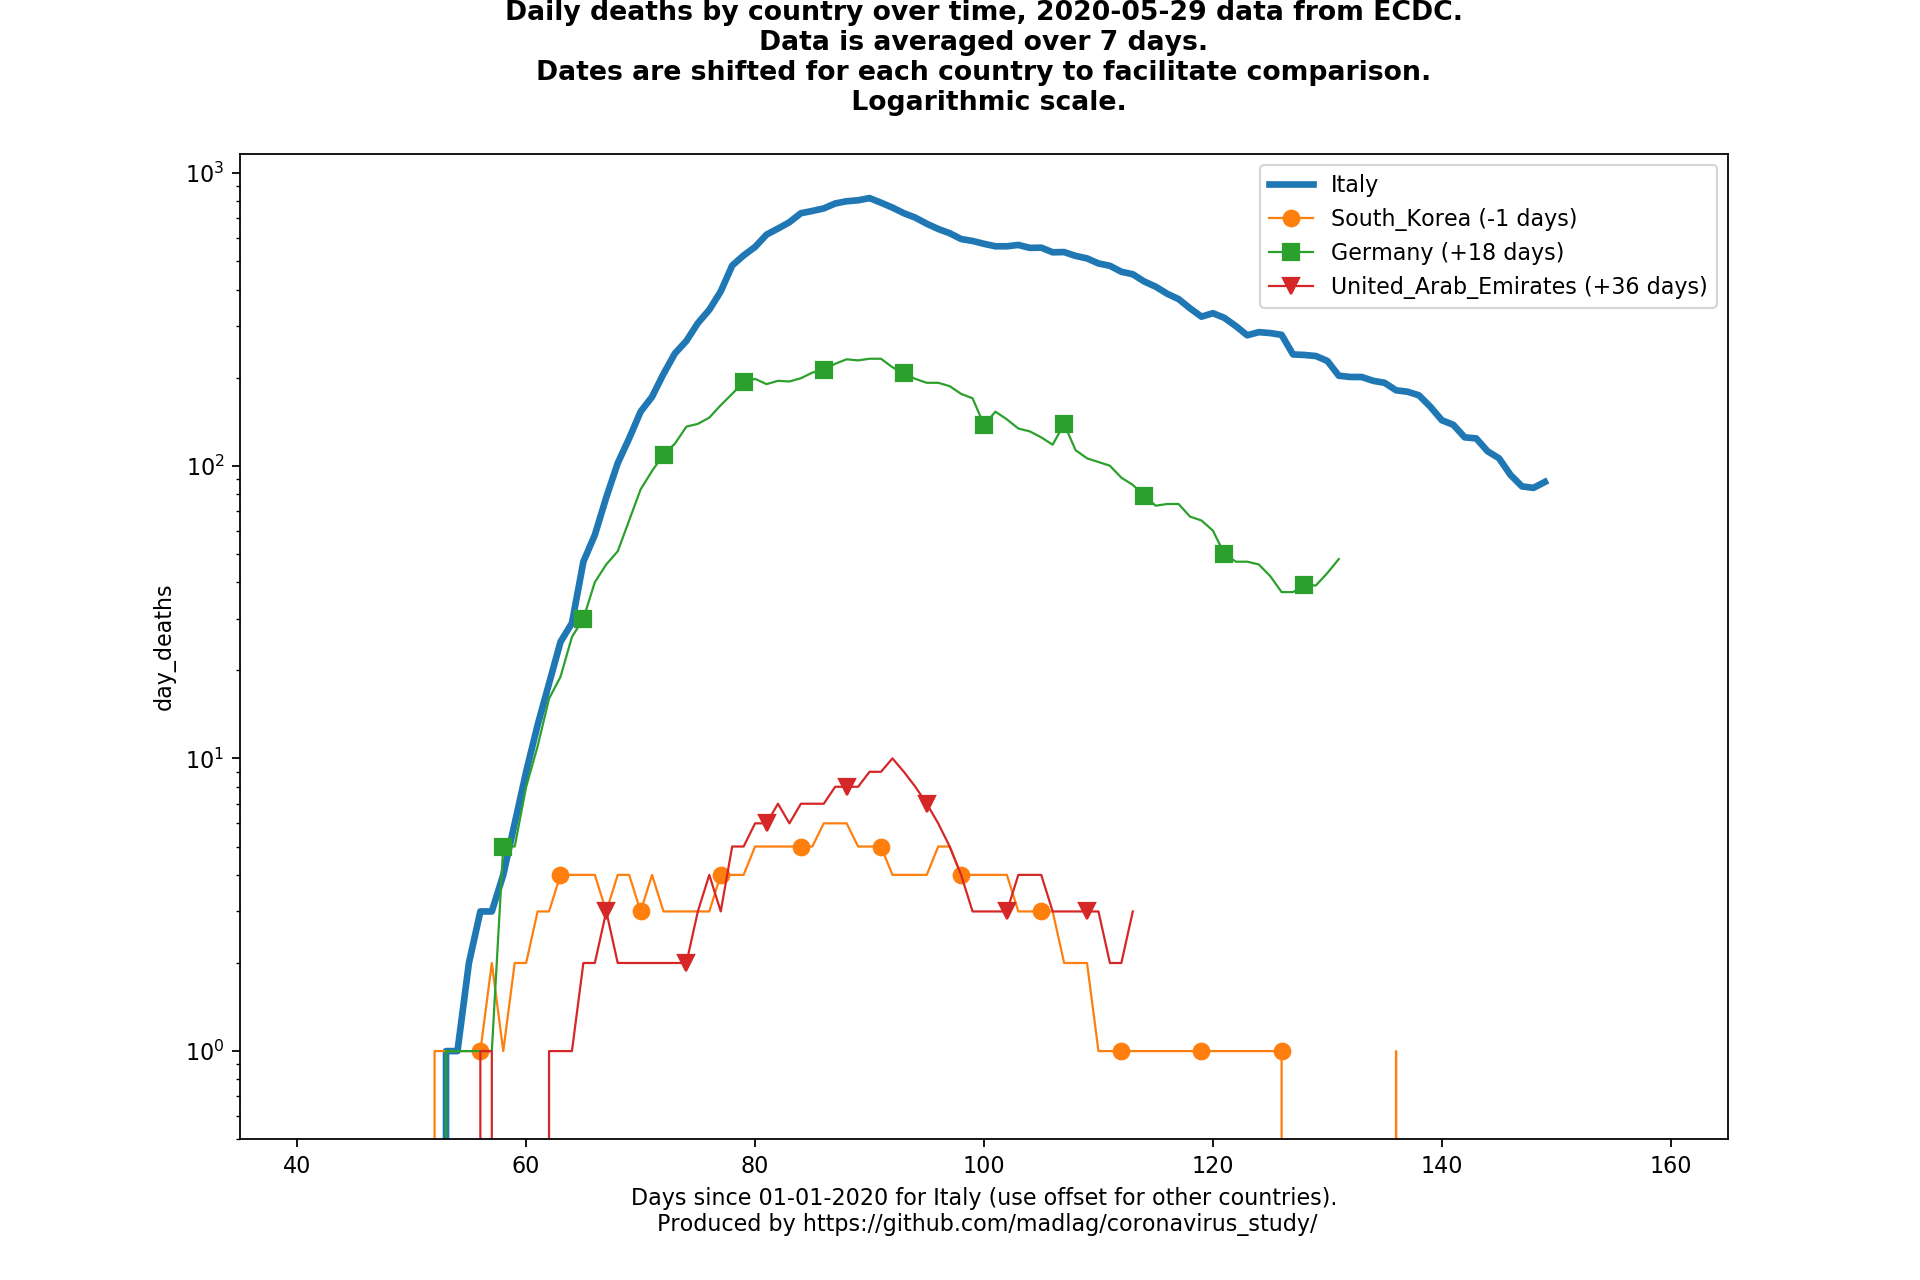 Daily deaths by country over time, 2020-05-29 data from ECDC.
Data is averaged over 7 days.
Dates are shifted for each country to facilitate comparison.
Logarithmic scale.
10³
10²
10¹
10⁰
day_deaths
Italy
South_Korea (-1 days)
Germany (+18 days)
United_Arab_Emirates (+36 days)
40 60 80 100 120 140 160
Days since 01-01-2020 for Italy (use offset for other countries).
Produced by https://github.com/madlag/coronavirus_study/